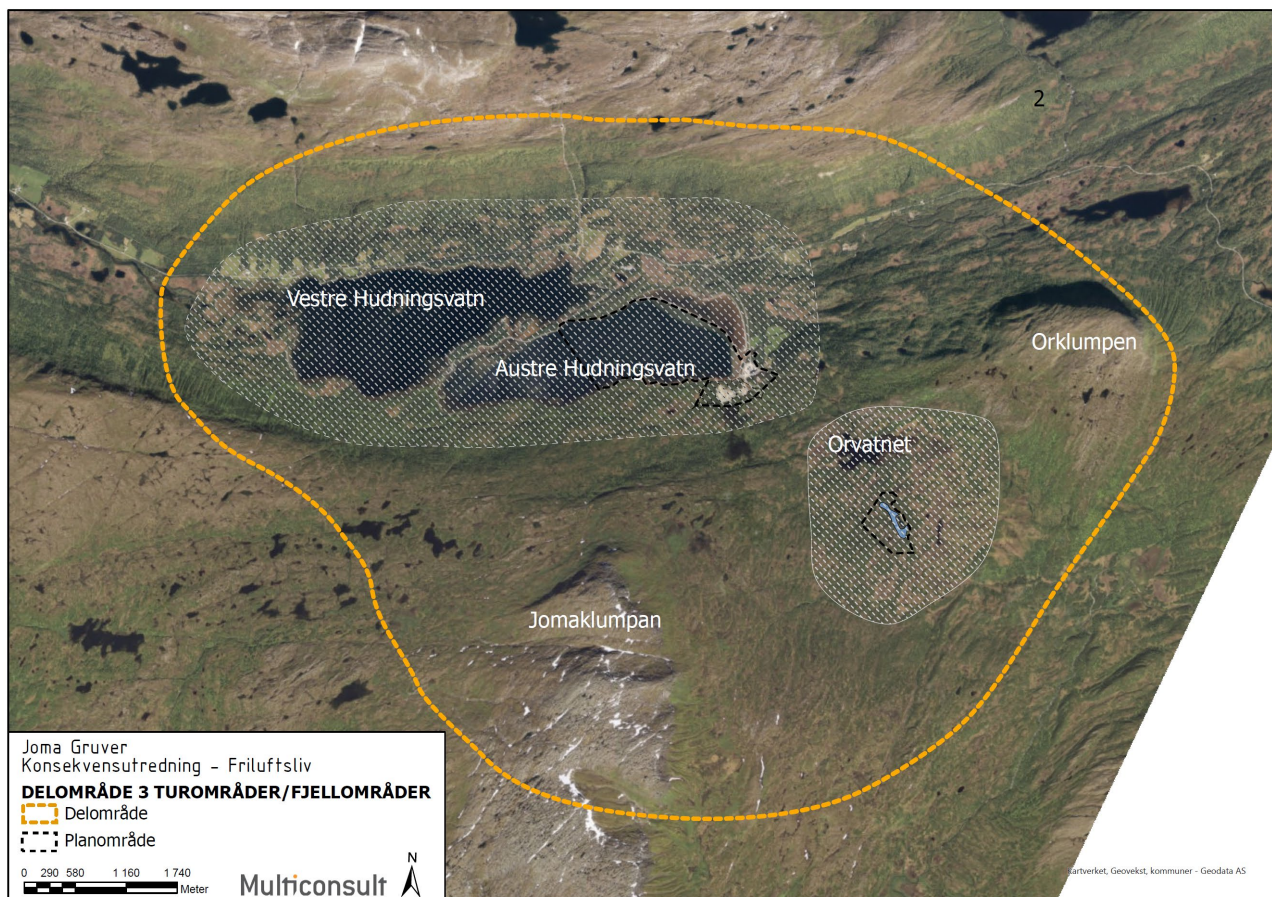 2
Vestre Hudningsvatn
Orklumpen
Austre Hudningsvatn
Orvatnet
Jomaklumpan
Joma Gruver
Konsekvensutredning - Friluftsliv
DELOMRÅDE 3 TUROMRÅDER/FJELLOMRÅDER
Delområde
Planområde
0 290 580 1 160 1 740
Meter
Multiconsult
N
Kartverket, Geovekst, kommuner - Geodata AS